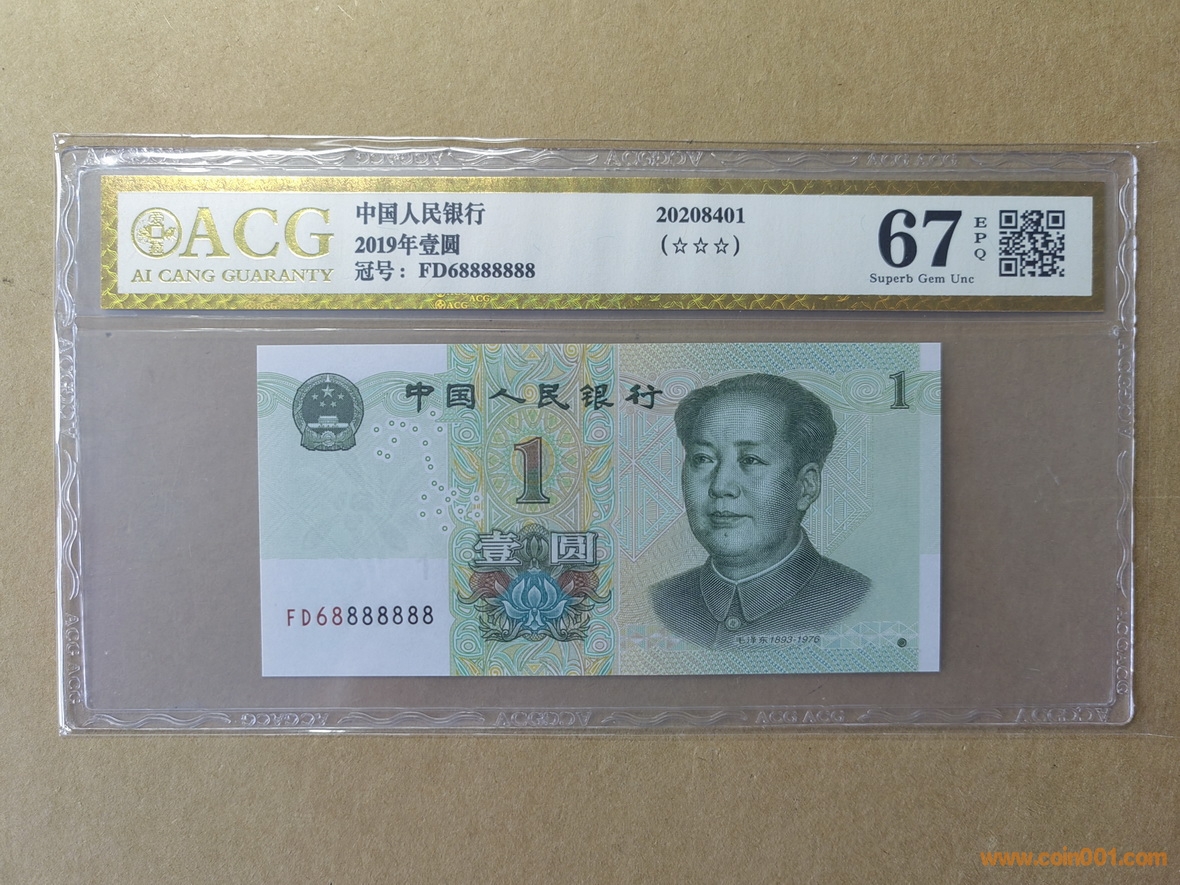 ACG
AI CANG GUARANTY
中国人民银行
2019年壹圆
冠号：FD68888888
20208401
(☆☆☆)
67
EPQ
Superb Gem Unc
中国人民银行
1
1
壹圆
FD68888888
毛泽东1893-1976
www.coin001.com